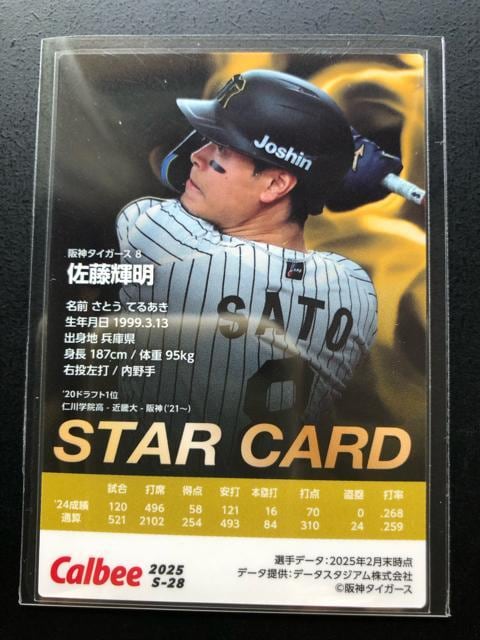 Joshin
SATO
8
阪神タイガース 8
佐藤輝明
名前 さとう てるあき
生年月日 1999.3.13
出身地 兵庫県
身長 187cm / 体重 95kg
右投左打 / 内野手
'20ドラフト1位
仁川学院高 - 近畿大 - 阪神('21～)
STAR CARD
試合 打席 得点 安打 本塁打 打点 盗塁 打率
'24成績 120 496 58 121 16 70 0 .268
通算 521 2102 254 493 84 310 24 .259
Calbee 2025
S-28
選手データ:2025年2月末時点
データ提供:データスタジアム株式会社
©阪神タイガース